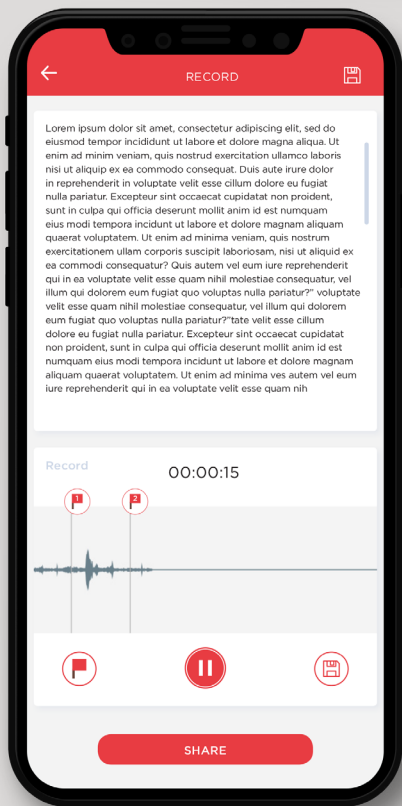 RECORD
Lorem ipsum dolor sit amet, consectetur adipiscing elit, sed do
eiusmod tempor incididunt ut labore et dolore magna aliqua. Ut
enim ad minim veniam, quis nostrud exercitation ullamco laboris
nisi ut aliquip ex ea commodo consequat. Duis aute irure dolor
in reprehenderit in voluptate velit esse cillum dolore eu fugiat
nulla pariatur. Excepteur sint occaecat cupidatat non proident,
sunt in culpa qui officia deserunt mollit anim id est numquam
eius modi tempora incidunt ut labore et dolore magnam aliquam
quaerat voluptatem. Ut enim ad minima veniam, quis nostrum
exercitationem ullam corporis suscipit laboriosam, nisi ut aliquid ex
ea commodi consequatur? Quis autem vel eum iure reprehenderit
qui in ea voluptate velit esse quam nihil molestiae consequatur, vel
illum qui dolorem eum fugiat quo voluptas nulla pariatur?" voluptate
velit esse quam nihil molestiae consequatur, vel illum qui dolorem
eum fugiat quo voluptas nulla pariatur?"tate velit esse cillum
dolore eu fugiat nulla pariatur. Excepteur sint occaecat cupidatat
non proident, sunt in culpa qui officia deserunt mollit anim id est
numquam eius modi tempora incidunt ut labore et dolore magnam
aliquam quaerat voluptatem. Ut enim ad minima ves autem vel eum
iure reprehenderit qui in ea voluptate velit esse quam nih
Record
00:00:15
1 2
SHARE